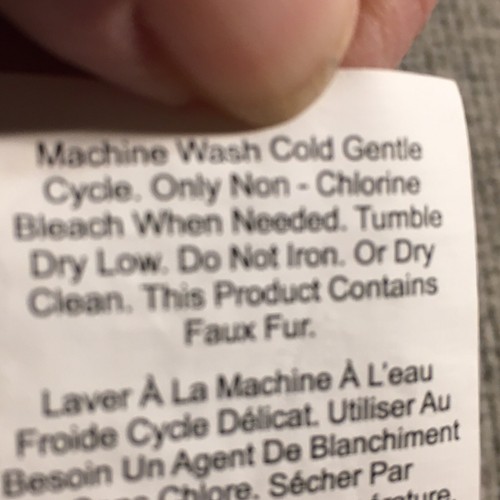 Machine Wash Cold Gentle
Cycle. Only Non - Chlorine
Bleach When Needed. Tumble
Dry Low. Do Not Iron. Or Dry
Clean. This Product Contains
Faux Fur.
Laver À La Machine À L'eau
Froide Cycle Délicat. Utiliser Au
Besoin Un Agent De Blanchiment
Chlore. Sécher Par